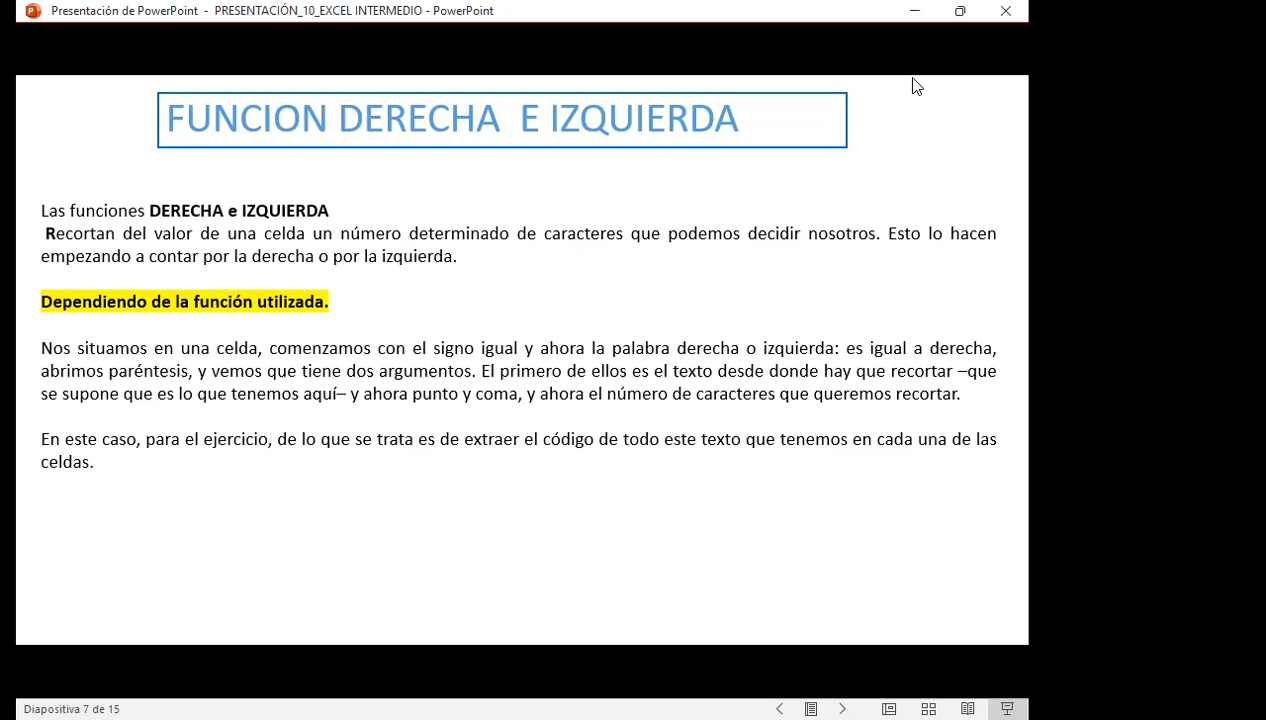 Presentación de PowerPoint - PRESENTACIÓN_10_EXCEL INTERMEDIO - PowerPoint
FUNCION DERECHA E IZQUIERDA
Las funciones DERECHA e IZQUIERDA
Recortan del valor de una celda un número determinado de caracteres que podemos decidir nosotros. Esto lo hacen
empezando a contar por la derecha o por la izquierda.
Dependiendo de la función utilizada.
Nos situamos en una celda, comenzamos con el signo igual y ahora la palabra derecha o izquierda: es igual a derecha,
abrimos paréntesis, y vemos que tiene dos argumentos. El primero de ellos es el texto desde donde hay que recortar –que
se supone que es lo que tenemos aquí– y ahora punto y coma, y ahora el número de caracteres que queremos recortar.
En este caso, para el ejercicio, de lo que se trata es de extraer el código de todo este texto que tenemos en cada una de las
celdas.
Diapositiva 7 de 15